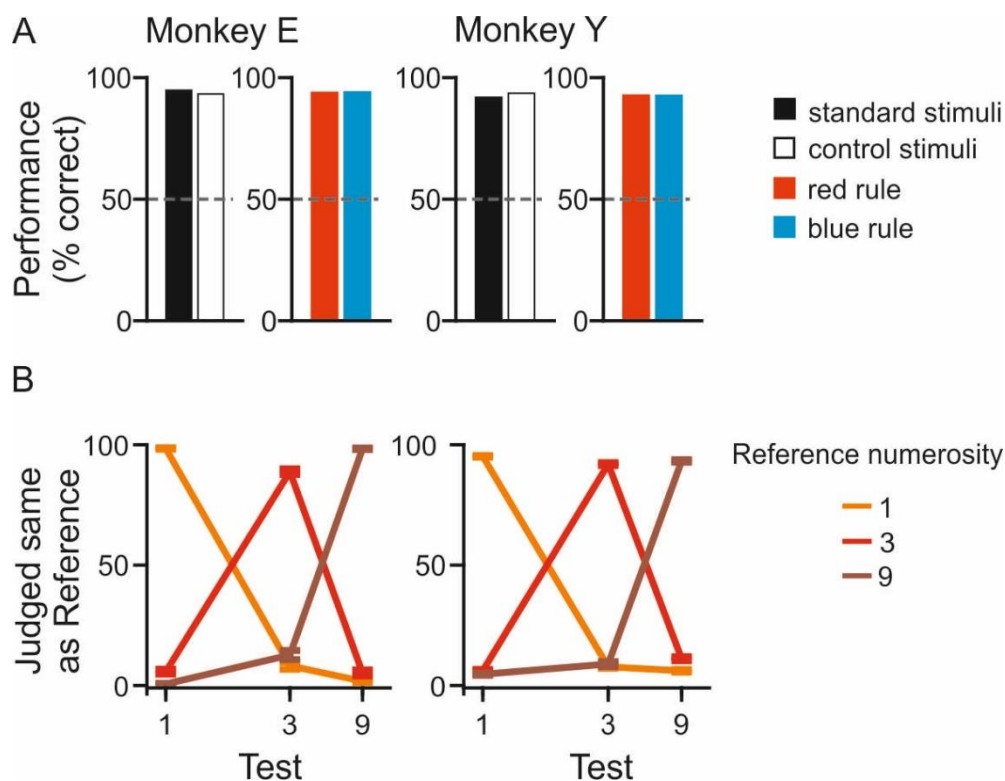 A
Monkey E
Monkey Y
Performance
(% correct)
100
50
0
100
50
0
100
50
0
100
50
0
standard stimuli
control stimuli
red rule
blue rule
B
Judged same
as Reference
100
50
0
1
3
9
Test
100
50
0
1
3
9
Test
Reference numerosity
1
3
9